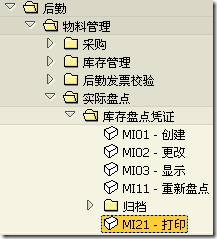 后勤
物料管理
采购
库存管理
后勤发票校验
实际盘点
库存盘点凭证
MI01 - 创建
MI02 - 更改
MI03 - 显示
MI11 - 重新盘点
归档
MI21 - 打印